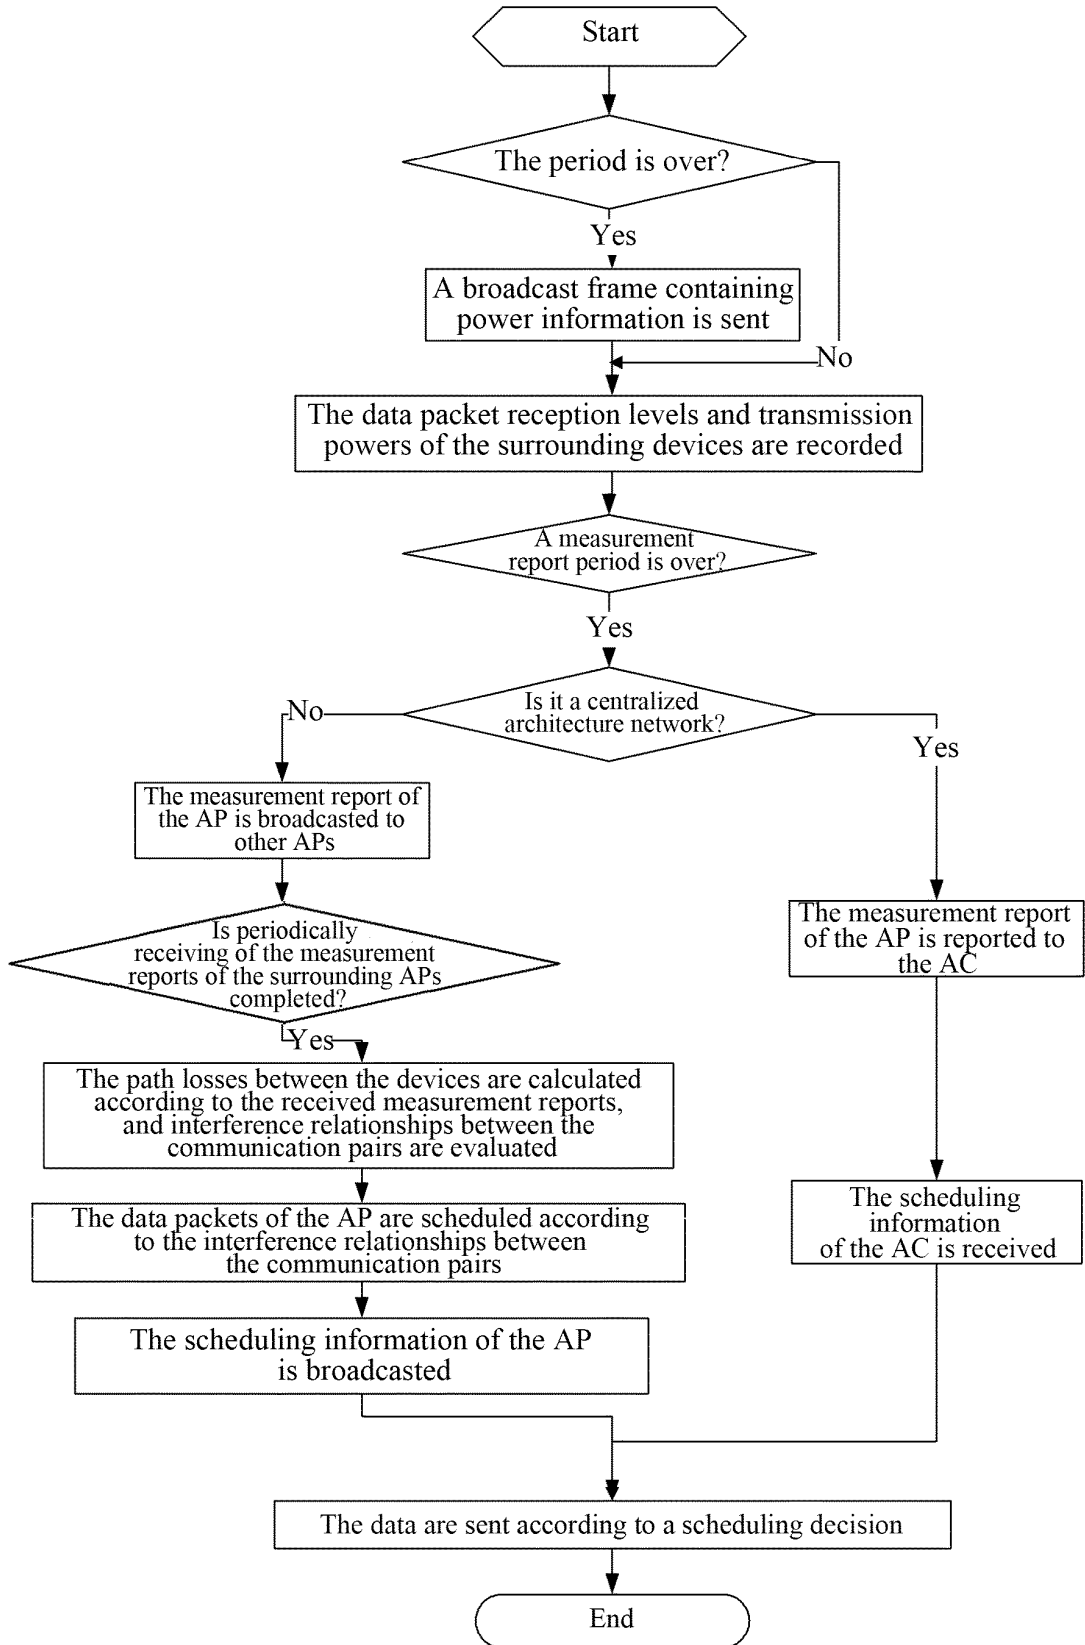 Start
The period is over?
Yes
A broadcast frame containing
power information is sent
No
The data packet reception levels and transmission
powers of the surrounding devices are recorded
A measurement
report period is over?
Yes
Is it a centralized
architecture network?
No
Yes
The measurement report of
the AP is broadcasted to
other APs
The measurement report
of the AP is reported to
the AC
Is periodically
receiving of the measurement
reports of the surrounding APs
completed?
Yes
The path losses between the devices are calculated
according to the received measurement reports,
and interference relationships between the
communication pairs are evaluated
The data packets of the AP are scheduled according
to the interference relationships between
the communication pairs
The scheduling
information
of the AC is received
The scheduling information of the AP
is broadcasted
The data are sent according to a scheduling decision
End